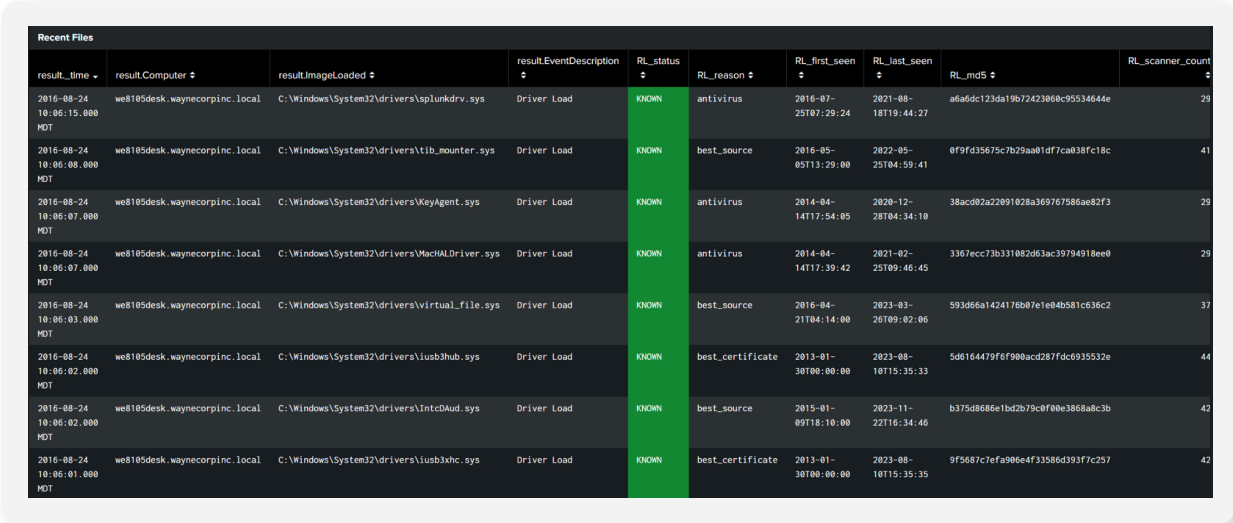 Recent Files
result._time result.Computer result.ImageLoaded result.EventDescription RL_status RL_reason RL_first_seen RL_last_seen RL_md5 RL_scanner_count
2016-08-24 10:06:15.000 MDT we8105desk.waynecorpinc.local C:\Windows\System32\drivers\splunkdrv.sys Driver Load KNOWN antivirus 2016-07-25T07:29:24 2021-08-18T19:44:27 a6a6dc123da19b72423060c95534644e 29
2016-08-24 10:06:08.000 MDT we8105desk.waynecorpinc.local C:\Windows\System32\drivers\tib_mounter.sys Driver Load KNOWN best_source 2016-05-05T13:29:00 2022-05-25T04:59:41 0f9fd35675c7b29aa01df7ca038fc18c 41
2016-08-24 10:06:07.000 MDT we8105desk.waynecorpinc.local C:\Windows\System32\drivers\KeyAgent.sys Driver Load KNOWN antivirus 2014-04-14T17:54:05 2020-12-28T04:34:10 38acd02a22091028a369767586ae82f3 29
2016-08-24 10:06:07.000 MDT we8105desk.waynecorpinc.local C:\Windows\System32\drivers\MacHALDriver.sys Driver Load KNOWN antivirus 2014-04-14T17:39:42 2021-02-25T09:46:45 3367ecc73b331082d63ac39794918ee0 29
2016-08-24 10:06:03.000 MDT we8105desk.waynecorpinc.local C:\Windows\System32\drivers\virtual_file.sys Driver Load KNOWN best_source 2016-04-21T04:14:00 2023-03-26T09:02:06 593d66a1424176b07e1e04b581c636c2 37
2016-08-24 10:06:02.000 MDT we8105desk.waynecorpinc.local C:\Windows\System32\drivers\iusb3hub.sys Driver Load KNOWN best_certificate 2013-01-30T00:00:00 2023-08-10T15:35:33 5d6164479f6f900acd287fdc6935532e 44
2016-08-24 10:06:02.000 MDT we8105desk.waynecorpinc.local C:\Windows\System32\drivers\IntcDAud.sys Driver Load KNOWN best_source 2015-01-09T18:10:00 2023-11-22T16:34:46 b375d8686e1bd2b79c0f00e3868a8c3b 42
2016-08-24 10:06:01.000 MDT we8105desk.waynecorpinc.local C:\Windows\System32\drivers\iusb3xhc.sys Driver Load KNOWN best_certificate 2013-01-30T00:00:00 2023-08-10T15:35:35 9f5687c7efa906e4f33586d393f7c257 42